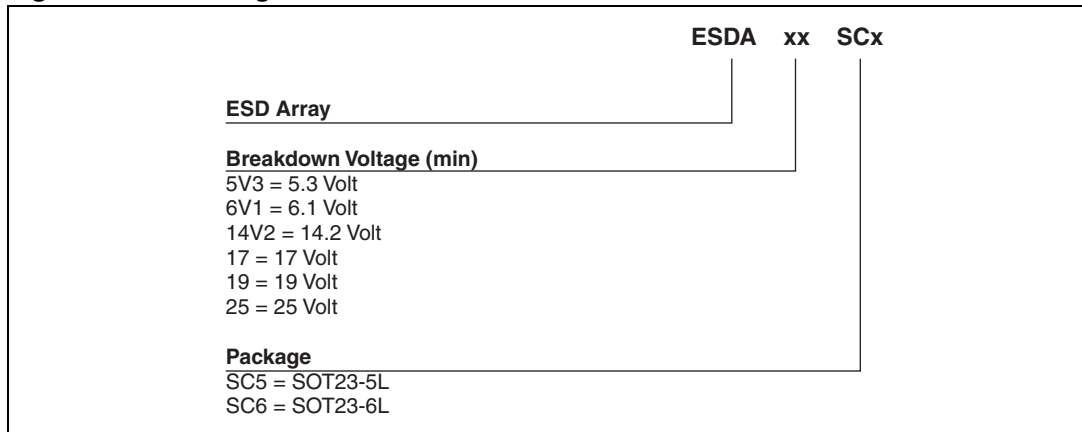 ESDA xx SCx
ESD Array
Breakdown Voltage (min)
5V3 = 5.3 Volt
6V1 = 6.1 Volt
14V2 = 14.2 Volt
17 = 17 Volt
19 = 19 Volt
25 = 25 Volt
Package
SC5 = SOT23-5L
SC6 = SOT23-6L